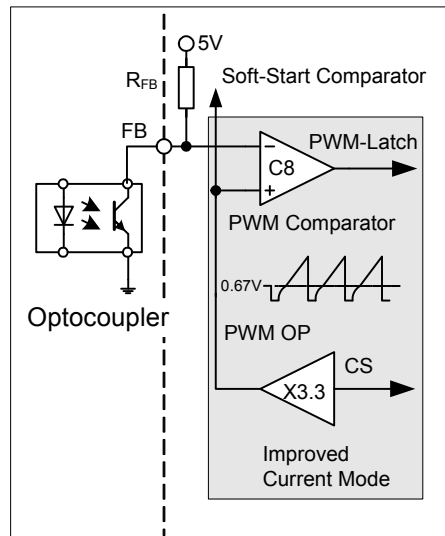 5V
R_FB
Soft-Start Comparator
FB
PWM-Latch
−
C8
+
PWM Comparator
0.67V
Optocoupler
PWM OP
CS
X3.3
Improved
Current Mode